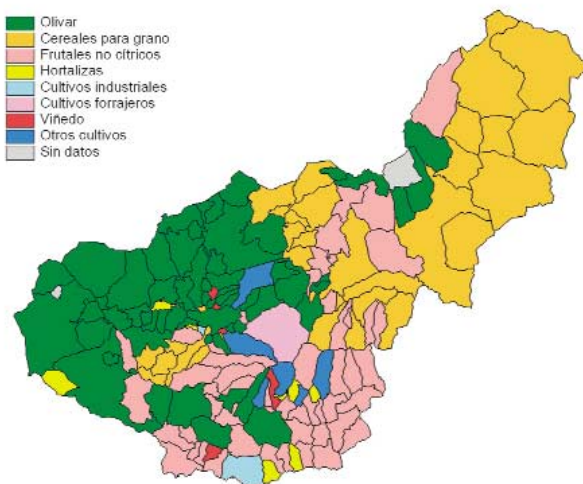 Olivar
Cereales para grano
Frutales no cítricos
Hortalizas
Cultivos industriales
Cultivos forrajeros
Viñedo
Otros cultivos
Sin datos